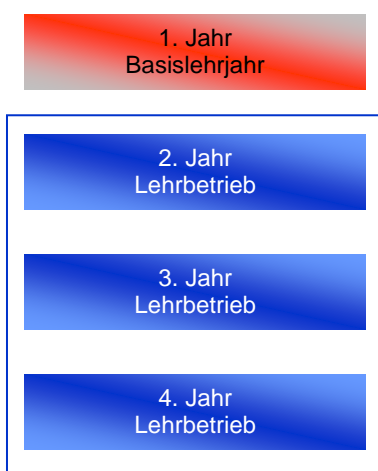 1. Jahr
Basislehrjahr
2. Jahr
Lehrbetrieb
3. Jahr
Lehrbetrieb
4. Jahr
Lehrbetrieb